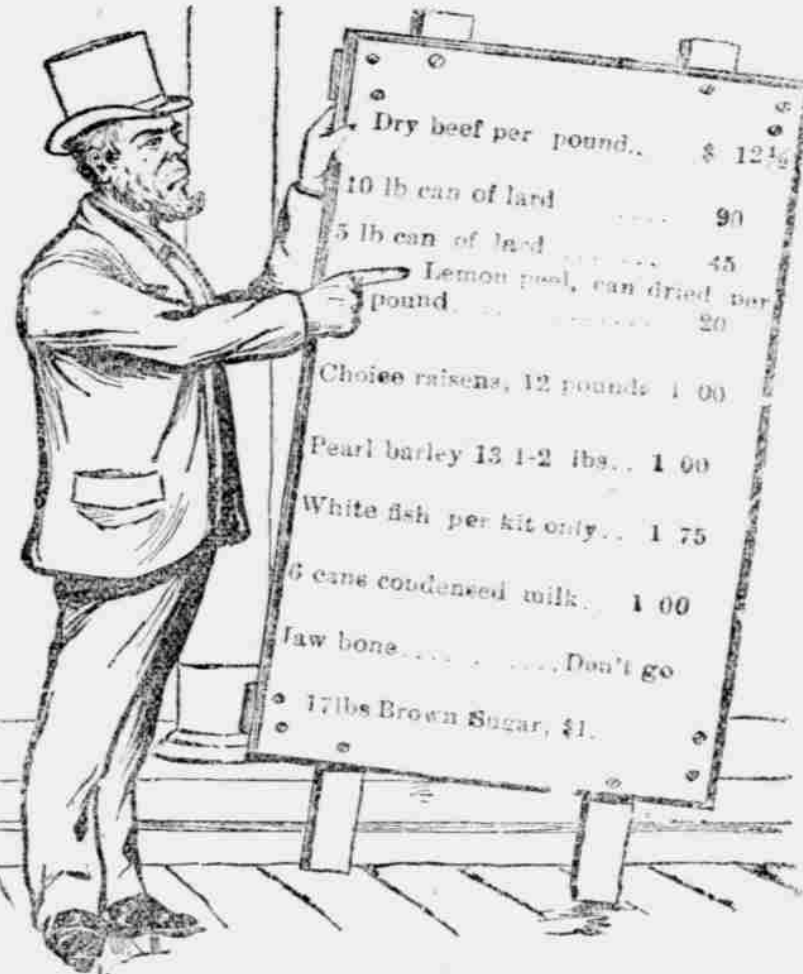 Dry beef per pound.. $ 12½
10 lb can of lard .... 90
5 lb can of lard ....... 45
Lemon peel, can dried per
pound.... ......... 20
Choice raisens, 12 pounds 1 00
Pearl barley 13 1-2 lbs.. 1 00
White fish per kit only.. 1 75
6 cans condensed milk. 1 00
Jaw bone.... . .....Don't go
17lbs Brown Sugar, $1.